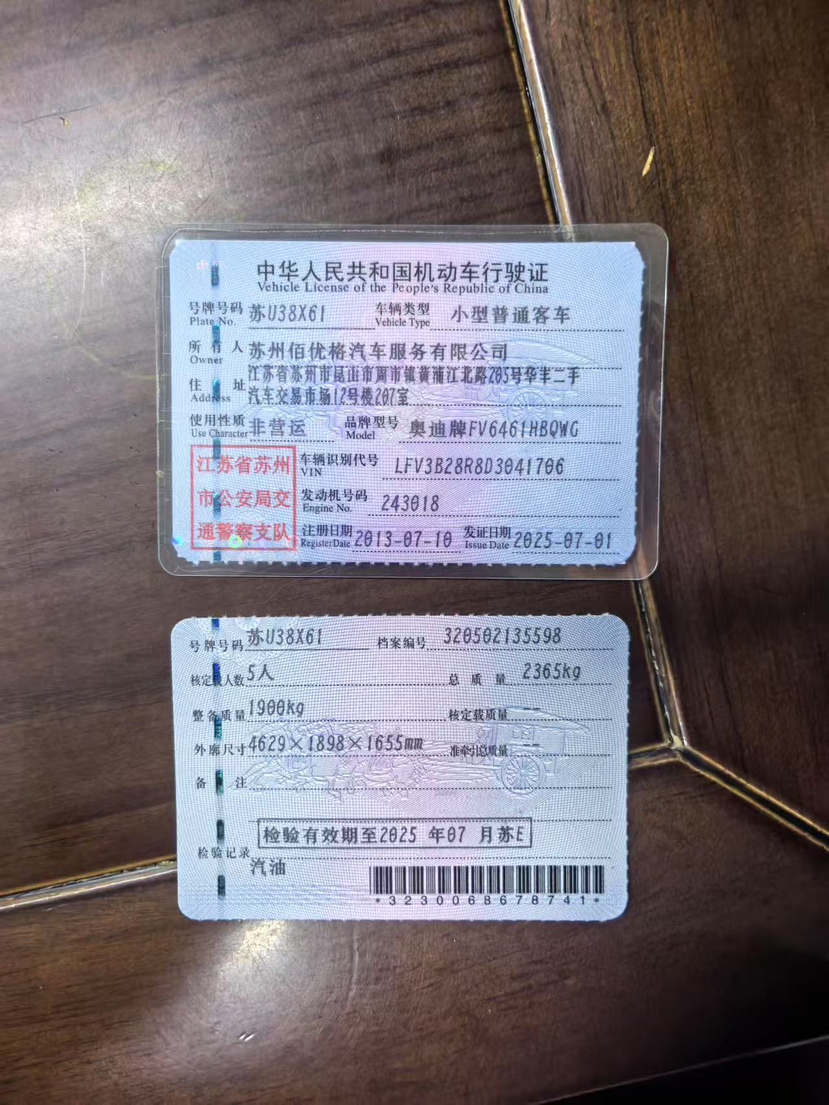 中华人民共和国机动车行驶证
Vehicle License of the People's Republic of China
号牌号码 Plate No. 苏U38X61 车辆类型 Vehicle Type 小型普通客车
所有人 Owner 苏州佰优格汽车服务有限公司
住址 Address 江苏省苏州市昆山市周市镇黄浦江北路205号华丰二手
汽车交易市场12号楼207室
使用性质 Use Character 非营运 品牌型号 Model 奥迪牌FV6461HBQWG
江苏省苏州
市公安局交
通警察支队
车辆识别代号 VIN LFV3B28R8D3041706
发动机号码 Engine No. 243018
注册日期 Register Date 2013-07-10 发证日期 Issue Date 2025-07-01
号牌号码 苏U38X61 档案编号 320502135598
核定载人数 5人 总质量 2365kg
整备质量 1900kg 核定载质量 --
外廓尺寸 4629×1898×1655mm 准牵引总质量 --
备注
检验有效期至2025 年07 月苏E
检验记录
汽油
*3230068678741*